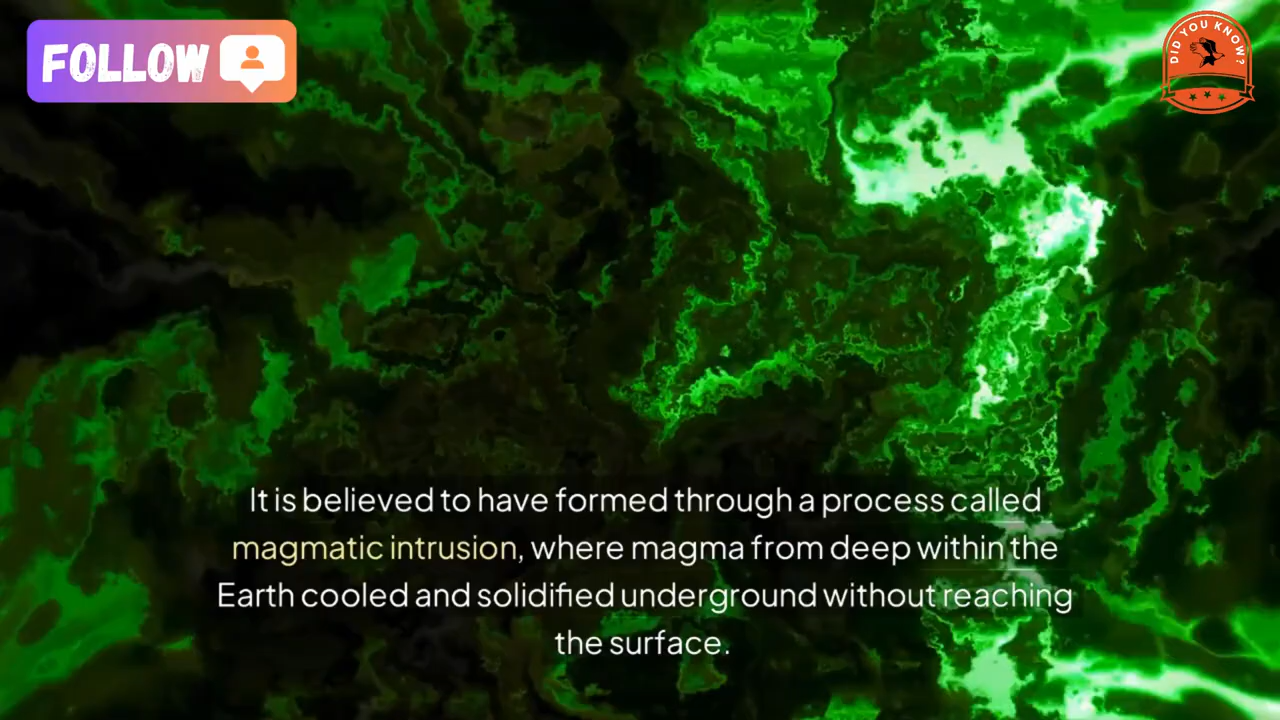 FOLLOW
DID YOU KNOW?
It is believed to have formed through a process called
magmatic intrusion, where magma from deep within the
Earth cooled and solidified underground without reaching
the surface.